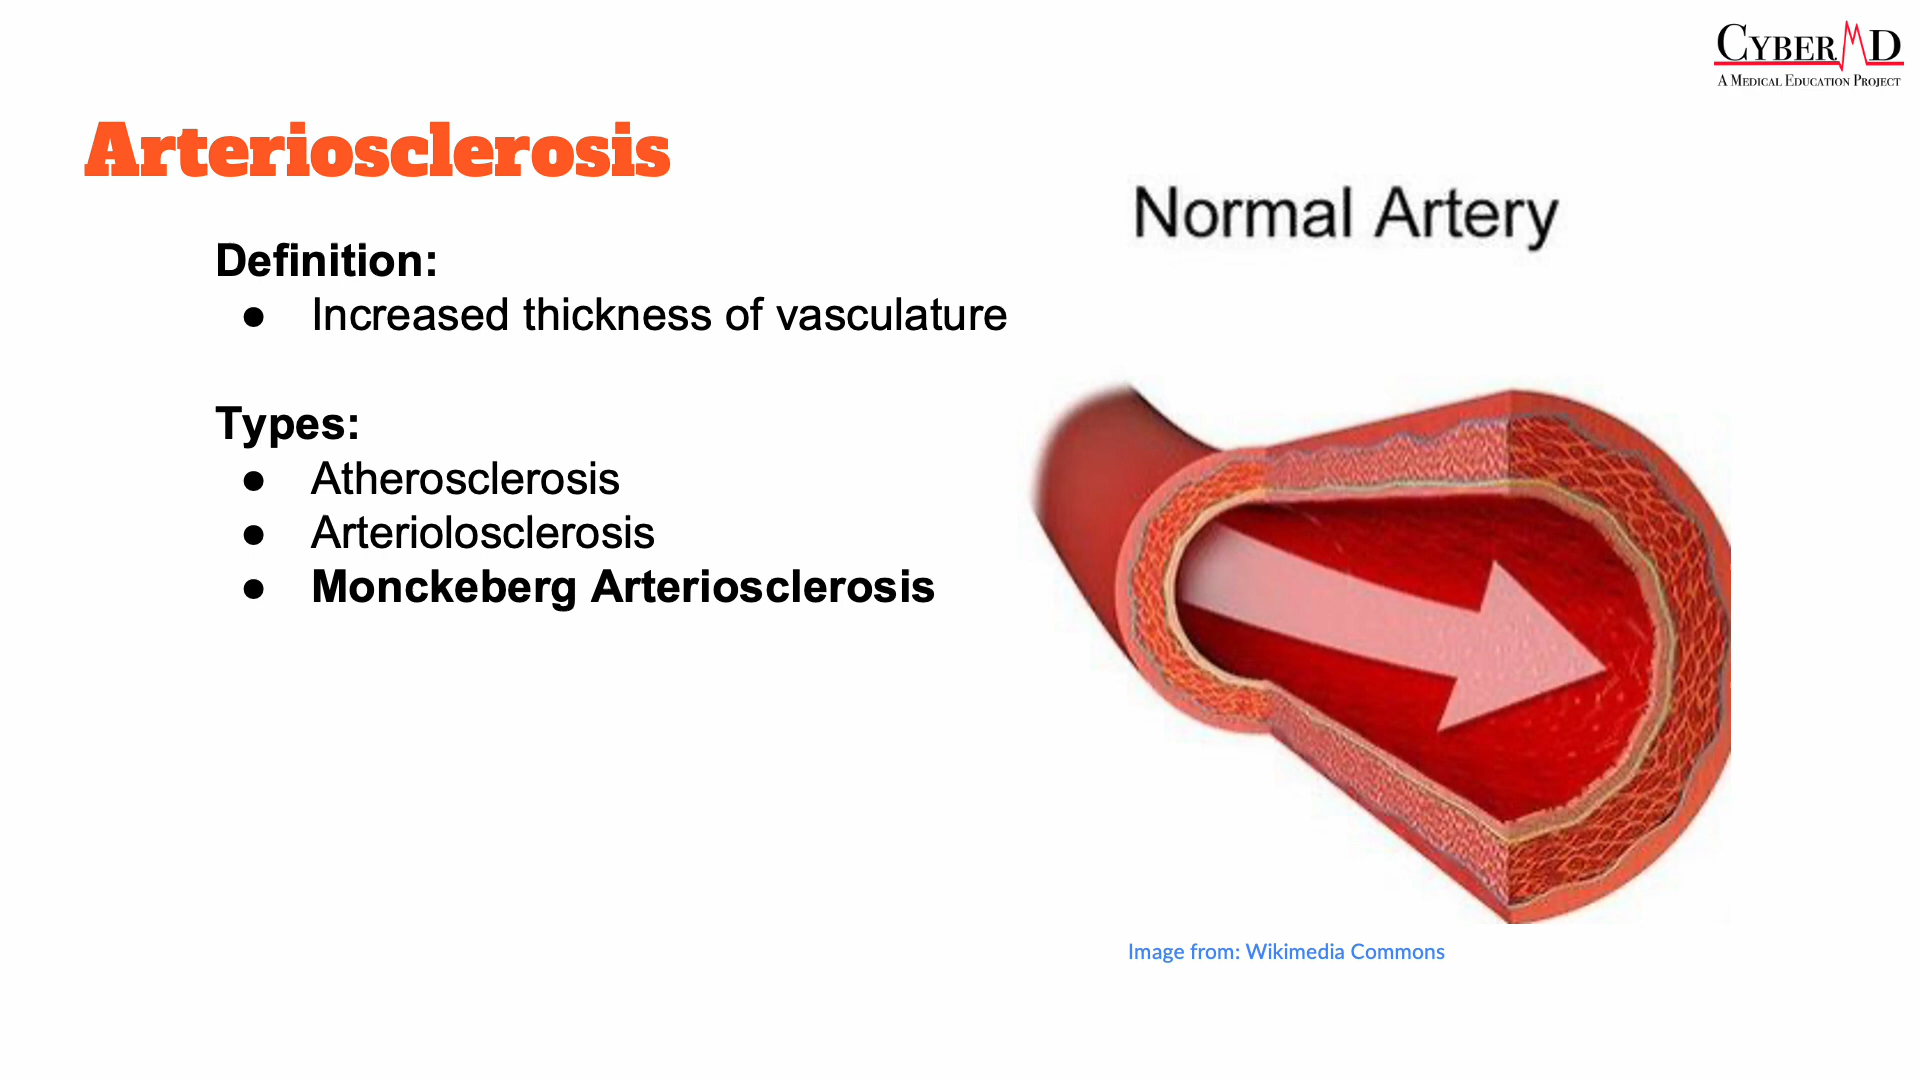 CYBERMD
A MEDICAL EDUCATION PROJECT
Arteriosclerosis
Normal Artery
Definition:
● Increased thickness of vasculature
Types:
● Atherosclerosis
● Arteriolosclerosis
● Monckeberg Arteriosclerosis
Image from: Wikimedia Commons